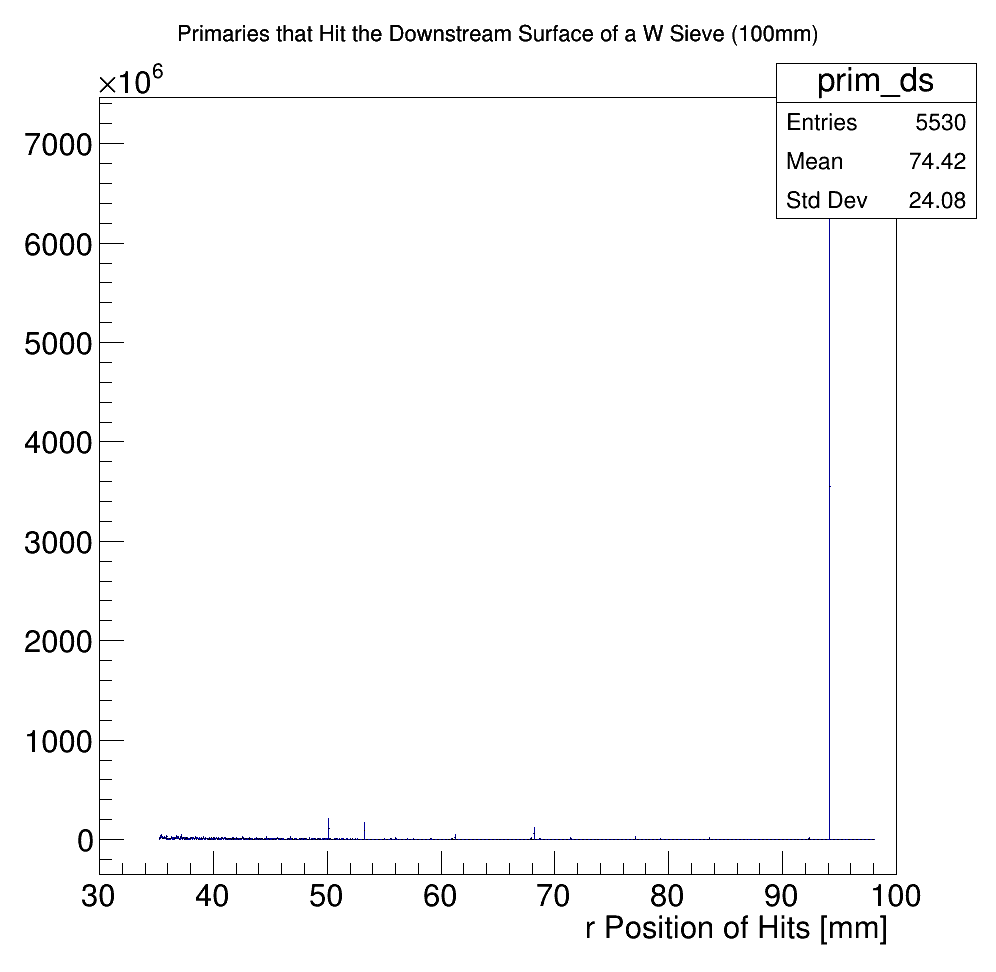 Primaries that Hit the Downstream Surface of a W Sieve (100mm)
×10⁶
prim_ds
Entries 5530
Mean 74.42
Std Dev 24.08
7000
6000
5000
4000
3000
2000
1000
0
30 40 50 60 70 80 90 100
r Position of Hits [mm]